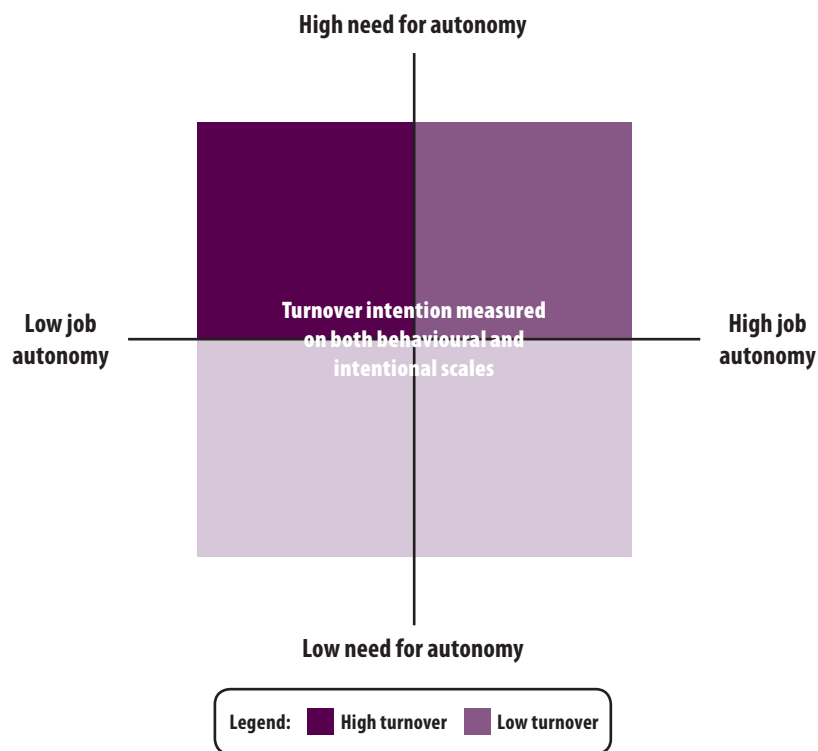 High need for autonomy
Turnover intention measured
on both behavioural and
intentional scales
Low job
autonomy
High job
autonomy
Low need for autonomy
Legend: High turnover Low turnover